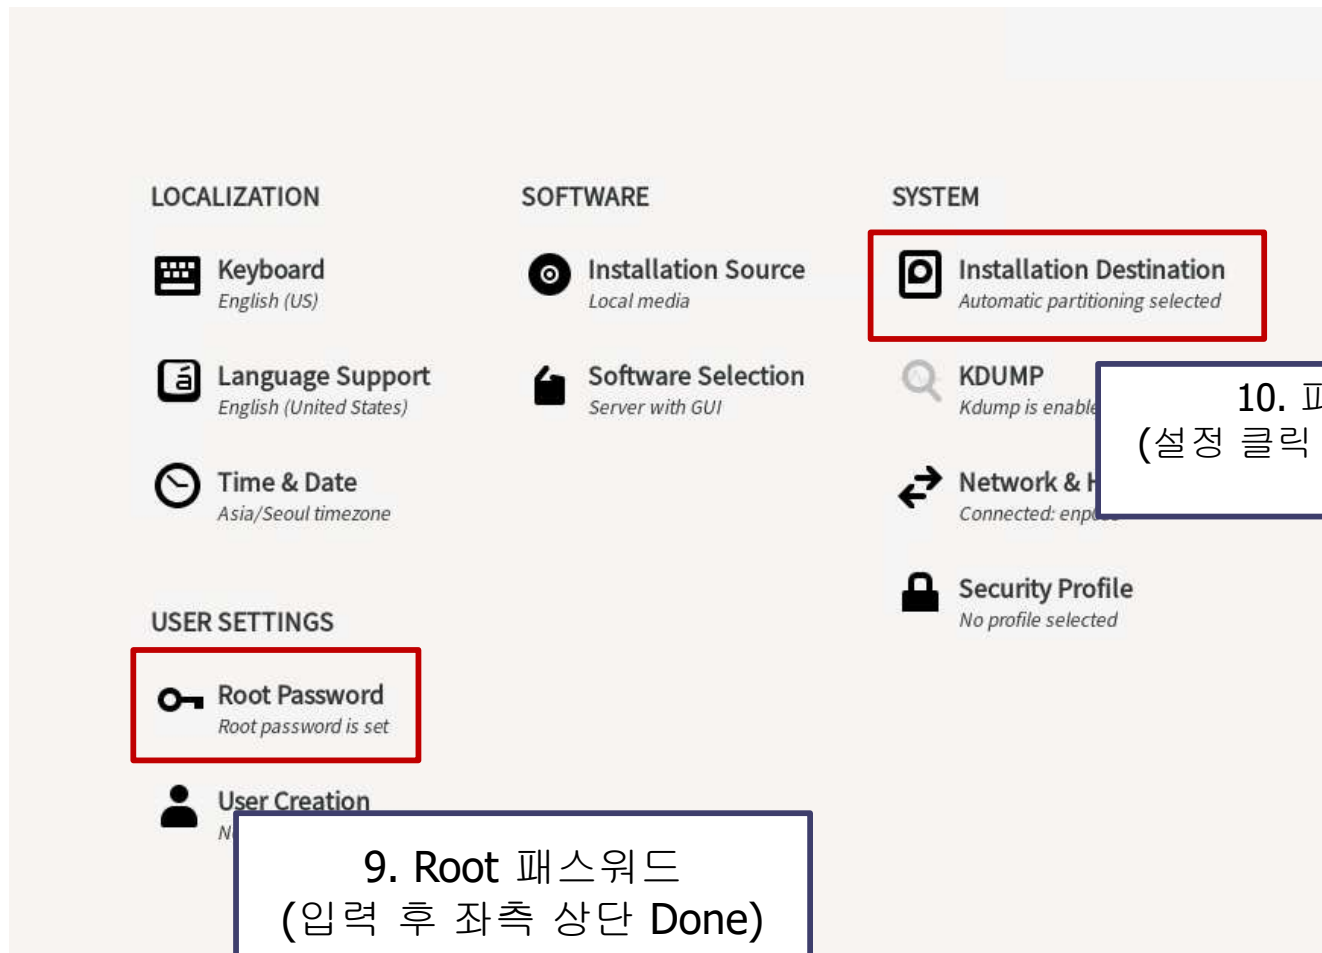 LOCALIZATION
Keyboard
English (US)
Language Support
English (United States)
Time & Date
Asia/Seoul timezone
USER SETTINGS
Root Password
Root password is set
User Creation
9. Root 패스워드
(입력 후 좌측 상단 Done)
SOFTWARE
Installation Source
Local media
Software Selection
Server with GUI
SYSTEM
Installation Destination
Automatic partitioning selected
KDUMP
Kdump is
10.
(설정 클릭
Network &
Connected:
Security Profile
No profile selected